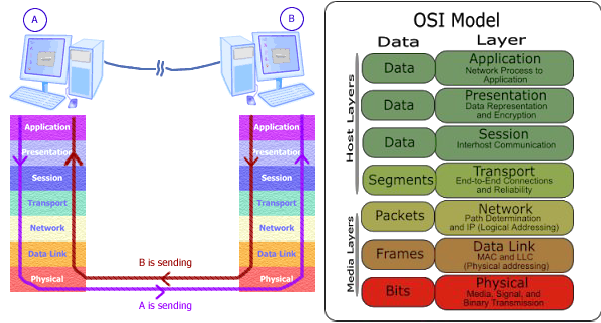 A
B
Application
Presentation
Session
Transport
Network
Data Link
Physical
Application
Presentation
Session
Transport
Network
Data Link
Physical
B is sending
A is sending
OSI Model
Data
Layer
Host Layers
Data
Application
Network Process to
Application
Data
Presentation
Data Representation
and Encryption
Data
Session
Interhost Communication
Segments
Transport
End-to-End Connections
and Reliability
Media Layers
Packets
Network
Path Determination
and IP (Logical Addressing)
Frames
Data Link
MAC and LLC
(Physical addressing)
Bits
Physical
Media, Signal, and
Binary Transmission